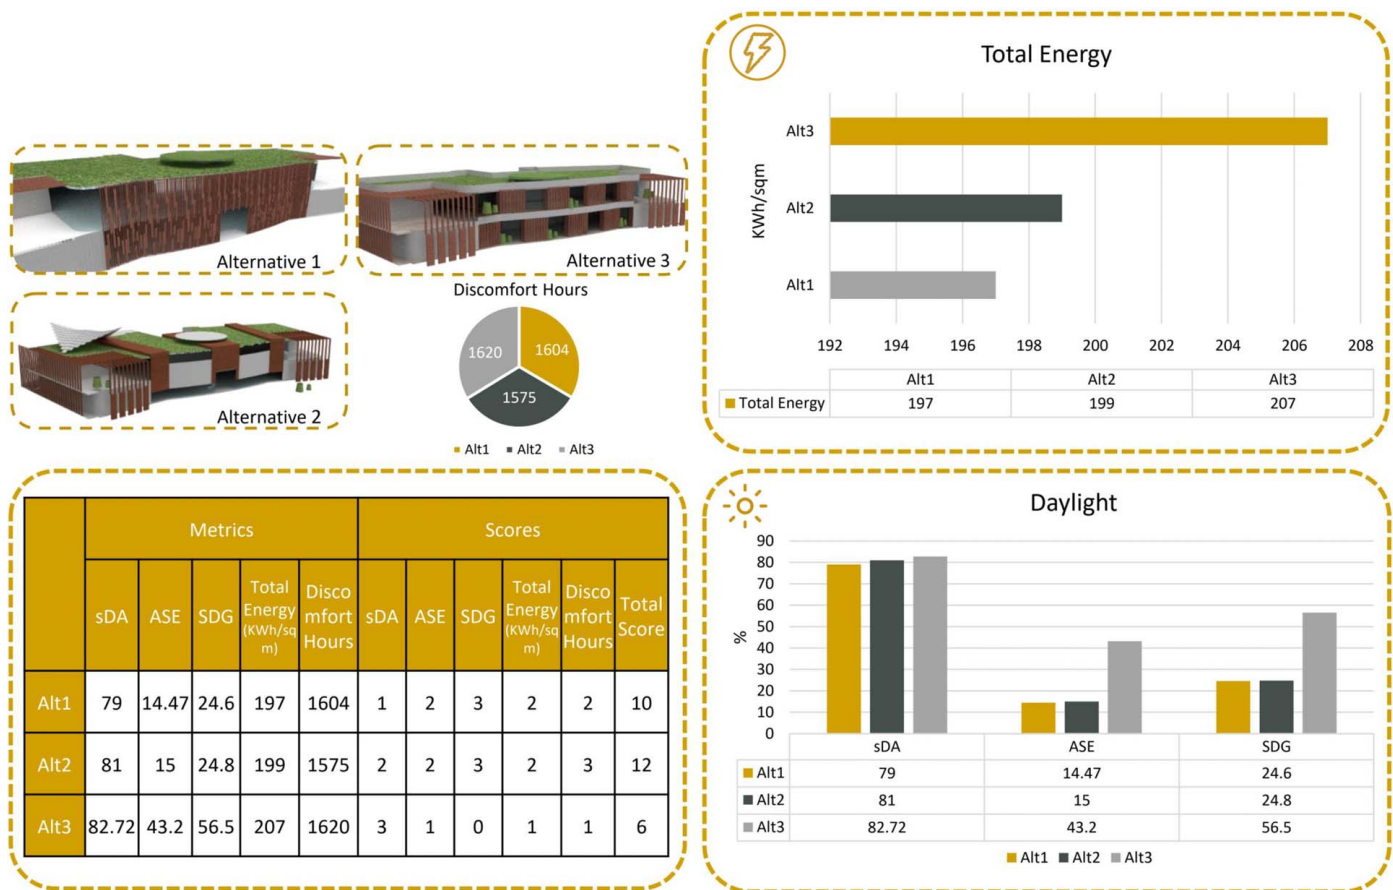 Alternative 1
Alternative 3
Alternative 2
Discomfort Hours
1620
1604
1575
Alt1 Alt2 Alt3
Total Energy
KWh/sqm
Alt3
Alt2
Alt1
192 194 196 198 200 202 204 206 208
Alt1 Alt2 Alt3
Total Energy 197 199 207
Metrics Scores
sDA ASE SDG Total Energy (KWh/sq m) Disco mfort Hours sDA ASE SDG Total Energy (KWh/sq m) Disco mfort Hours Total Score
Alt1 79 14.47 24.6 197 1604 1 2 3 2 2 10
Alt2 81 15 24.8 199 1575 2 2 3 2 3 12
Alt3 82.72 43.2 56.5 207 1620 3 1 0 1 1 6
Daylight
%
90
80
70
60
50
40
30
20
10
0
sDA ASE SDG
Alt1 79 14.47 24.6
Alt2 81 15 24.8
Alt3 82.72 43.2 56.5
Alt1 Alt2 Alt3